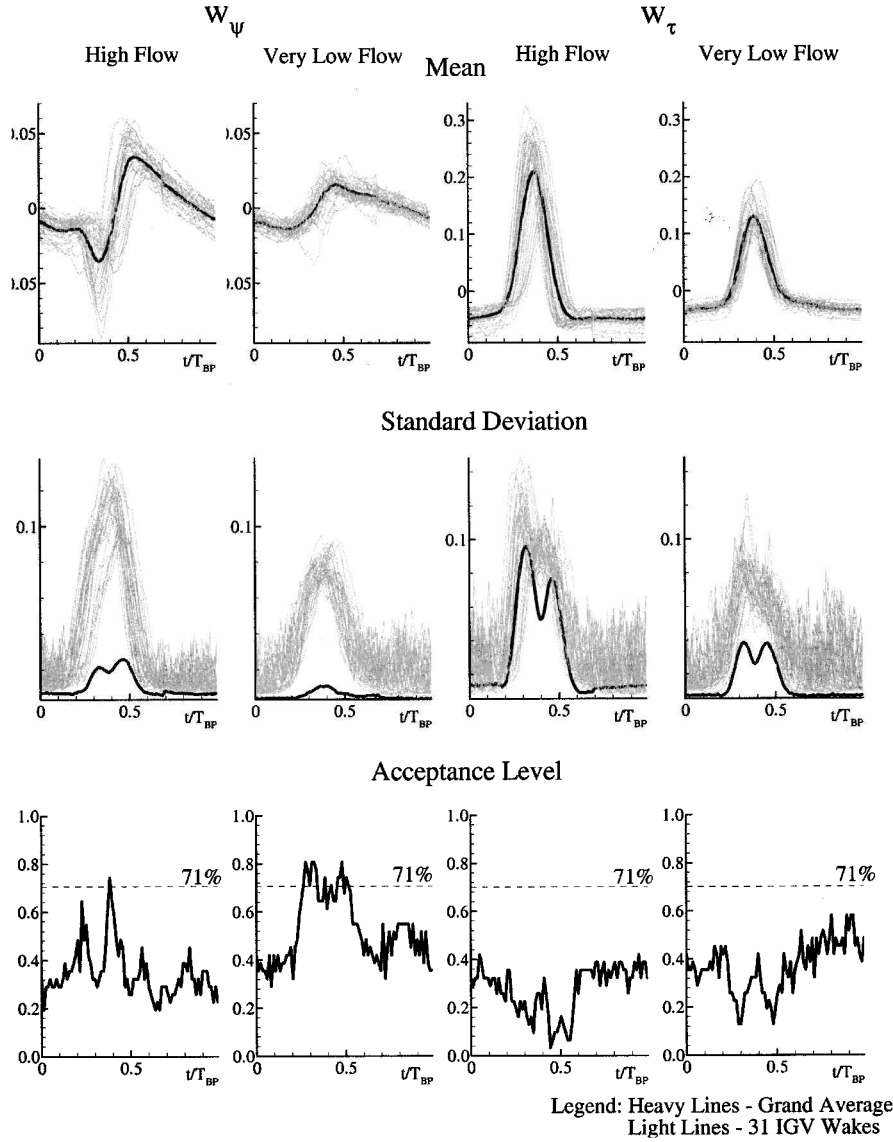 W_ψ W_τ
High Flow Very Low Flow High Flow Very Low Flow
Mean
0.05 0.05 0.3 0.3
0.2 0.2
0 0 0.1 0.1
0.05 0.05 0 0
0 0.5 t/T_BP 0 0.5 t/T_BP 0 0.5 t/T_BP 0 0.5 t/T_BP
Standard Deviation
0.1 0.1 0.1 0.1
0 0.5 t/T_BP 0 0.5 t/T_BP 0 0.5 t/T_BP 0 0.5 t/T_BP
Acceptance Level
1.0 1.0 1.0 1.0
0.8 0.8 0.8 0.8
71% 71% 71% 71%
0.6 0.6 0.6 0.6
0.4 0.4 0.4 0.4
0.2 0.2 0.2 0.2
0.0 0.0 0.0 0.0
0 0.5 t/T_BP 0 0.5 t/T_BP 0 0.5 t/T_BP 0 0.5 t/T_BP
Legend: Heavy Lines - Grand Average
Light Lines - 31 IGV Wakes